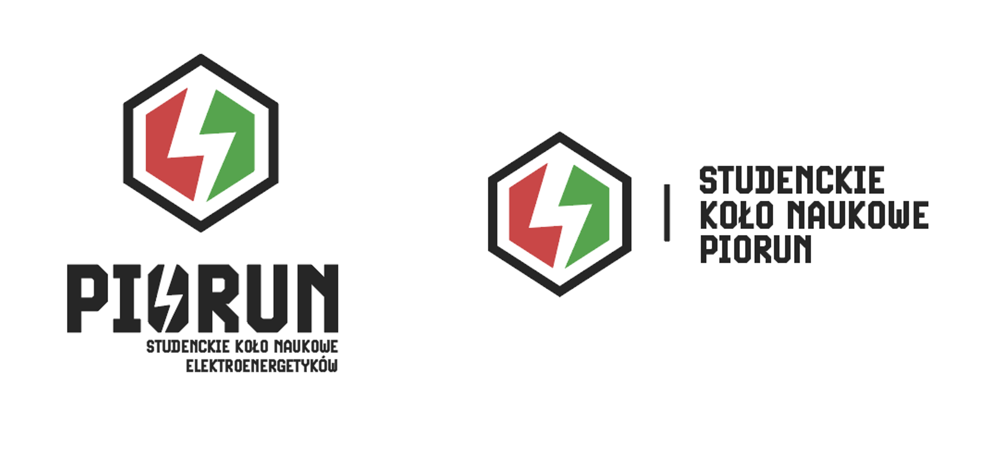 PIORUN
STUDENCKIE KOŁO NAUKOWE
ELEKTROENERGETYKÓW
STUDENCKIE
KOŁO NAUKOWE
PIORUN